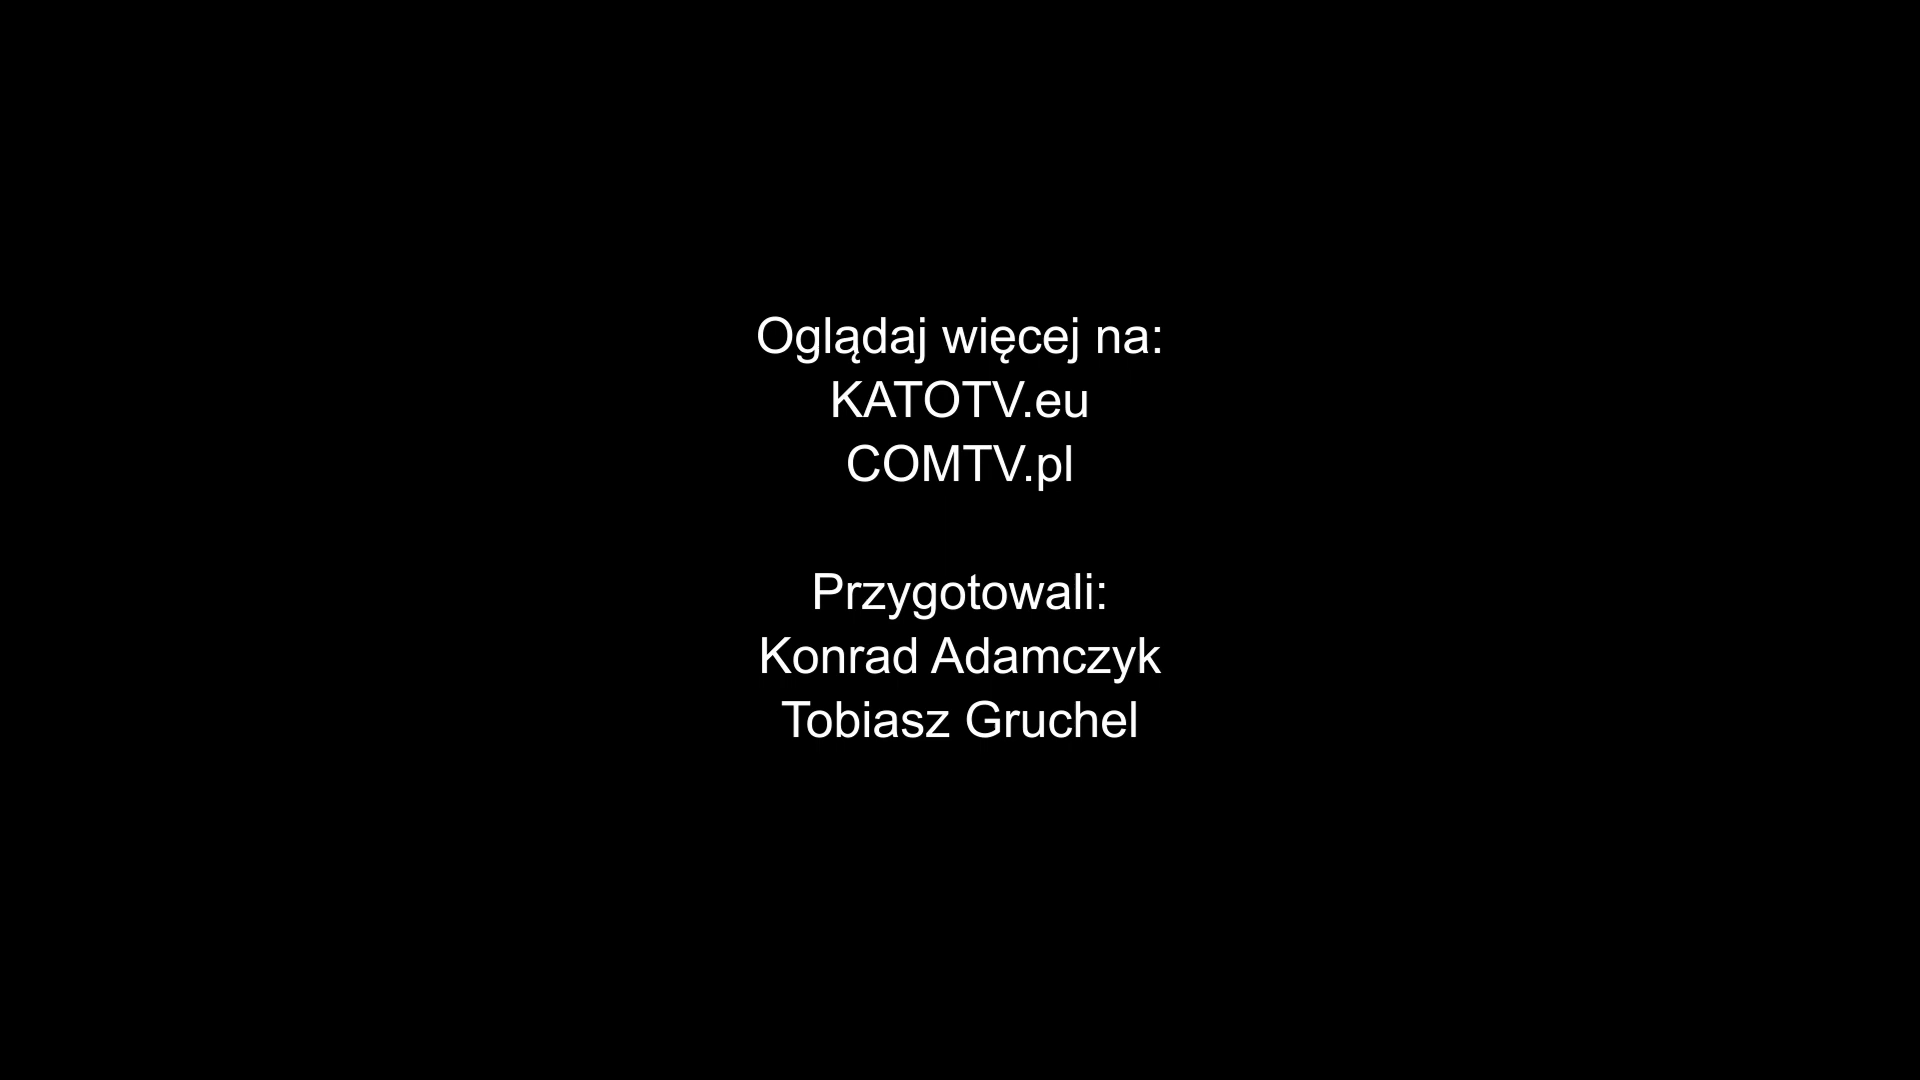 Oglądaj więcej na:
KATOTV.eu
COMTV.pl
Przygotowali:
Konrad Adamczyk
Tobiasz Gruchel